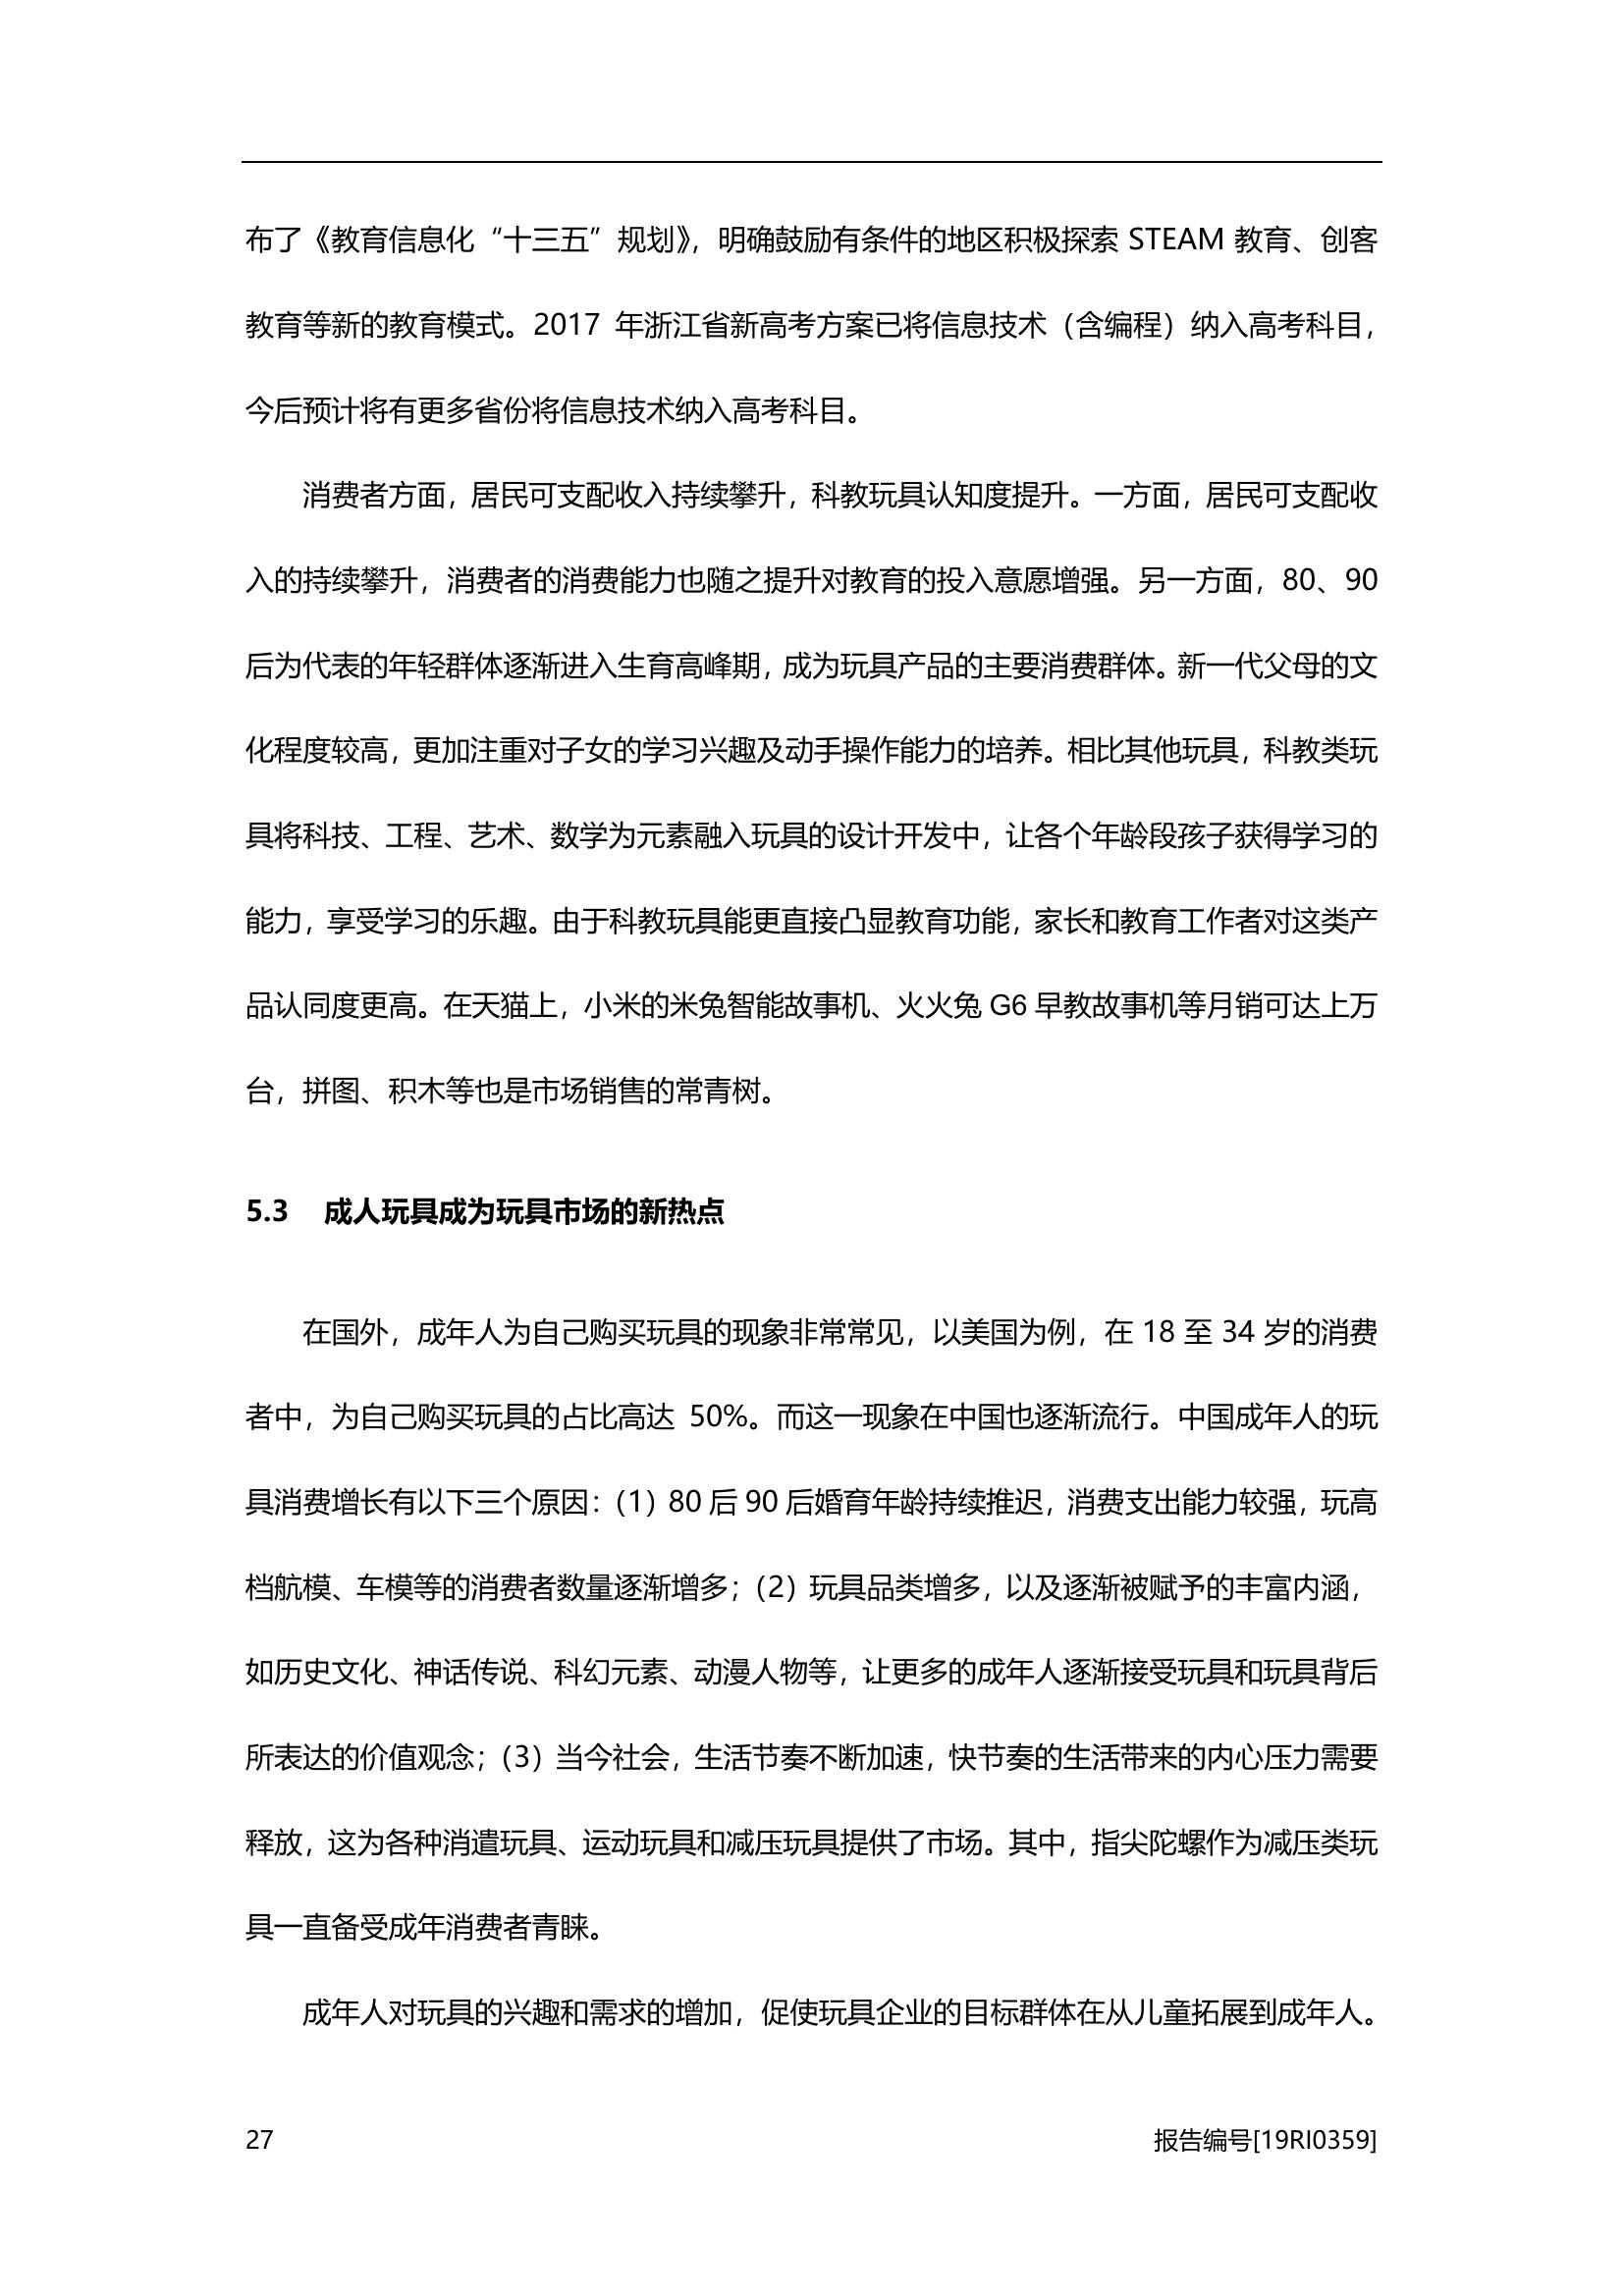 布了《教育信息化“十三五”规划》，明确鼓励有条件的地区积极探索 STEAM 教育、创客
教育等新的教育模式。2017 年浙江省新高考方案已将信息技术（含编程）纳入高考科目，
今后预计将有更多省份将信息技术纳入高考科目。
消费者方面，居民可支配收入持续攀升，科教玩具认知度提升。一方面，居民可支配收
入的持续攀升，消费者的消费能力也随之提升对教育的投入意愿增强。另一方面，80、90
后为代表的年轻群体逐渐进入生育高峰期，成为玩具产品的主要消费群体。新一代父母的文
化程度较高，更加注重对子女的学习兴趣及动手操作能力的培养。相比其他玩具，科教类玩
具将科技、工程、艺术、数学为元素融入玩具的设计开发中，让各个年龄段孩子获得学习的
能力，享受学习的乐趣。由于科教玩具能更直接凸显教育功能，家长和教育工作者对这类产
品认同度更高。在天猫上，小米的米兔智能故事机、火火兔 G6 早教故事机等月销可达上万
台，拼图、积木等也是市场销售的常青树。
5.3 成人玩具成为玩具市场的新热点
在国外，成年人为自己购买玩具的现象非常常见，以美国为例，在 18 至 34 岁的消费
者中，为自己购买玩具的占比高达 50%。而这一现象在中国也逐渐流行。中国成年人的玩
具消费增长有以下三个原因：（1）80 后 90 后婚育年龄持续推迟，消费支出能力较强，玩高
档航模、车模等的消费者数量逐渐增多；（2）玩具品类增多，以及逐渐被赋予的丰富内涵，
如历史文化、神话传说、科幻元素、动漫人物等，让更多的成年人逐渐接受玩具和玩具背后
所表达的价值观念；（3）当今社会，生活节奏不断加速，快节奏的生活带来的内心压力需要
释放，这为各种消遣玩具、运动玩具和减压玩具提供了市场。其中，指尖陀螺作为减压类玩
具一直备受成年消费者青睐。
成年人对玩具的兴趣和需求的增加，促使玩具企业的目标群体在从儿童拓展到成年人。
27 报告编号[19RI0359]